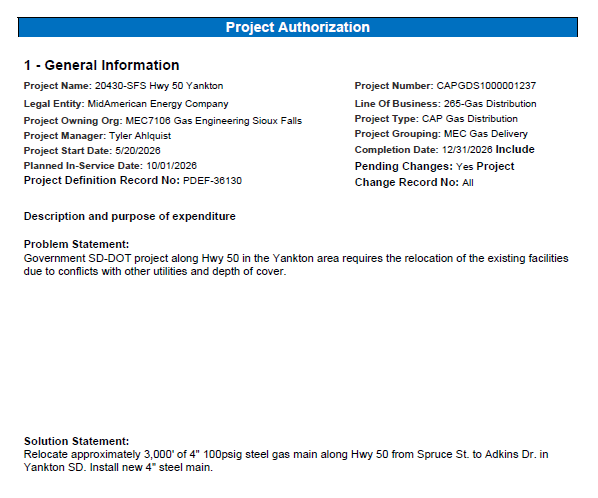 Project Authorization
1 - General Information
Project Name: 20430-SFS Hwy 50 Yankton
Project Number: CAPGDS1000001237
Legal Entity: MidAmerican Energy Company
Line Of Business: 265-Gas Distribution
Project Owning Org: MEC7106 Gas Engineering Sioux Falls
Project Type: CAP Gas Distribution
Project Manager: Tyler Ahlquist
Project Grouping: MEC Gas Delivery
Project Start Date: 5/20/2026
Completion Date: 12/31/2026 Include
Planned In-Service Date: 10/01/2026
Pending Changes: Yes Project
Project Definition Record No: PDEF-36130
Change Record No: All
Description and purpose of expenditure
Problem Statement:
Government SD-DOT project along Hwy 50 in the Yankton area requires the relocation of the existing facilities
due to conflicts with other utilities and depth of cover.
Solution Statement:
Relocate approximately 3,000' of 4" 100psig steel gas main along Hwy 50 from Spruce St. to Adkins Dr. in
Yankton SD. Install new 4" steel main.